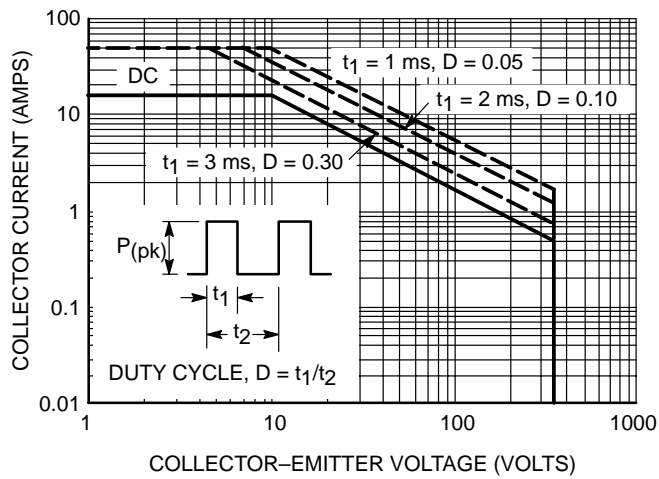 100
10
1
0.1
0.01
COLLECTOR CURRENT (AMPS)
DC
t1 = 1 ms, D = 0.05
t1 = 2 ms, D = 0.10
t1 = 3 ms, D = 0.30
P(pk)
t1
t2
DUTY CYCLE, D = t1/t2
1
10
100
1000
COLLECTOR–EMITTER VOLTAGE (VOLTS)